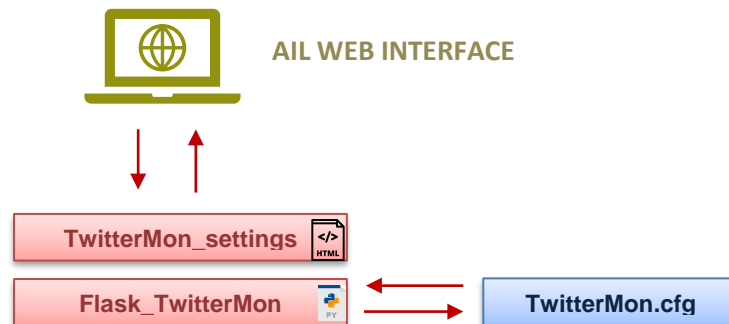 AIL WEB INTERFACE
TwitterMon_settings
</>
HTML
Flask_TwitterMon
PY
TwitterMon.cfg